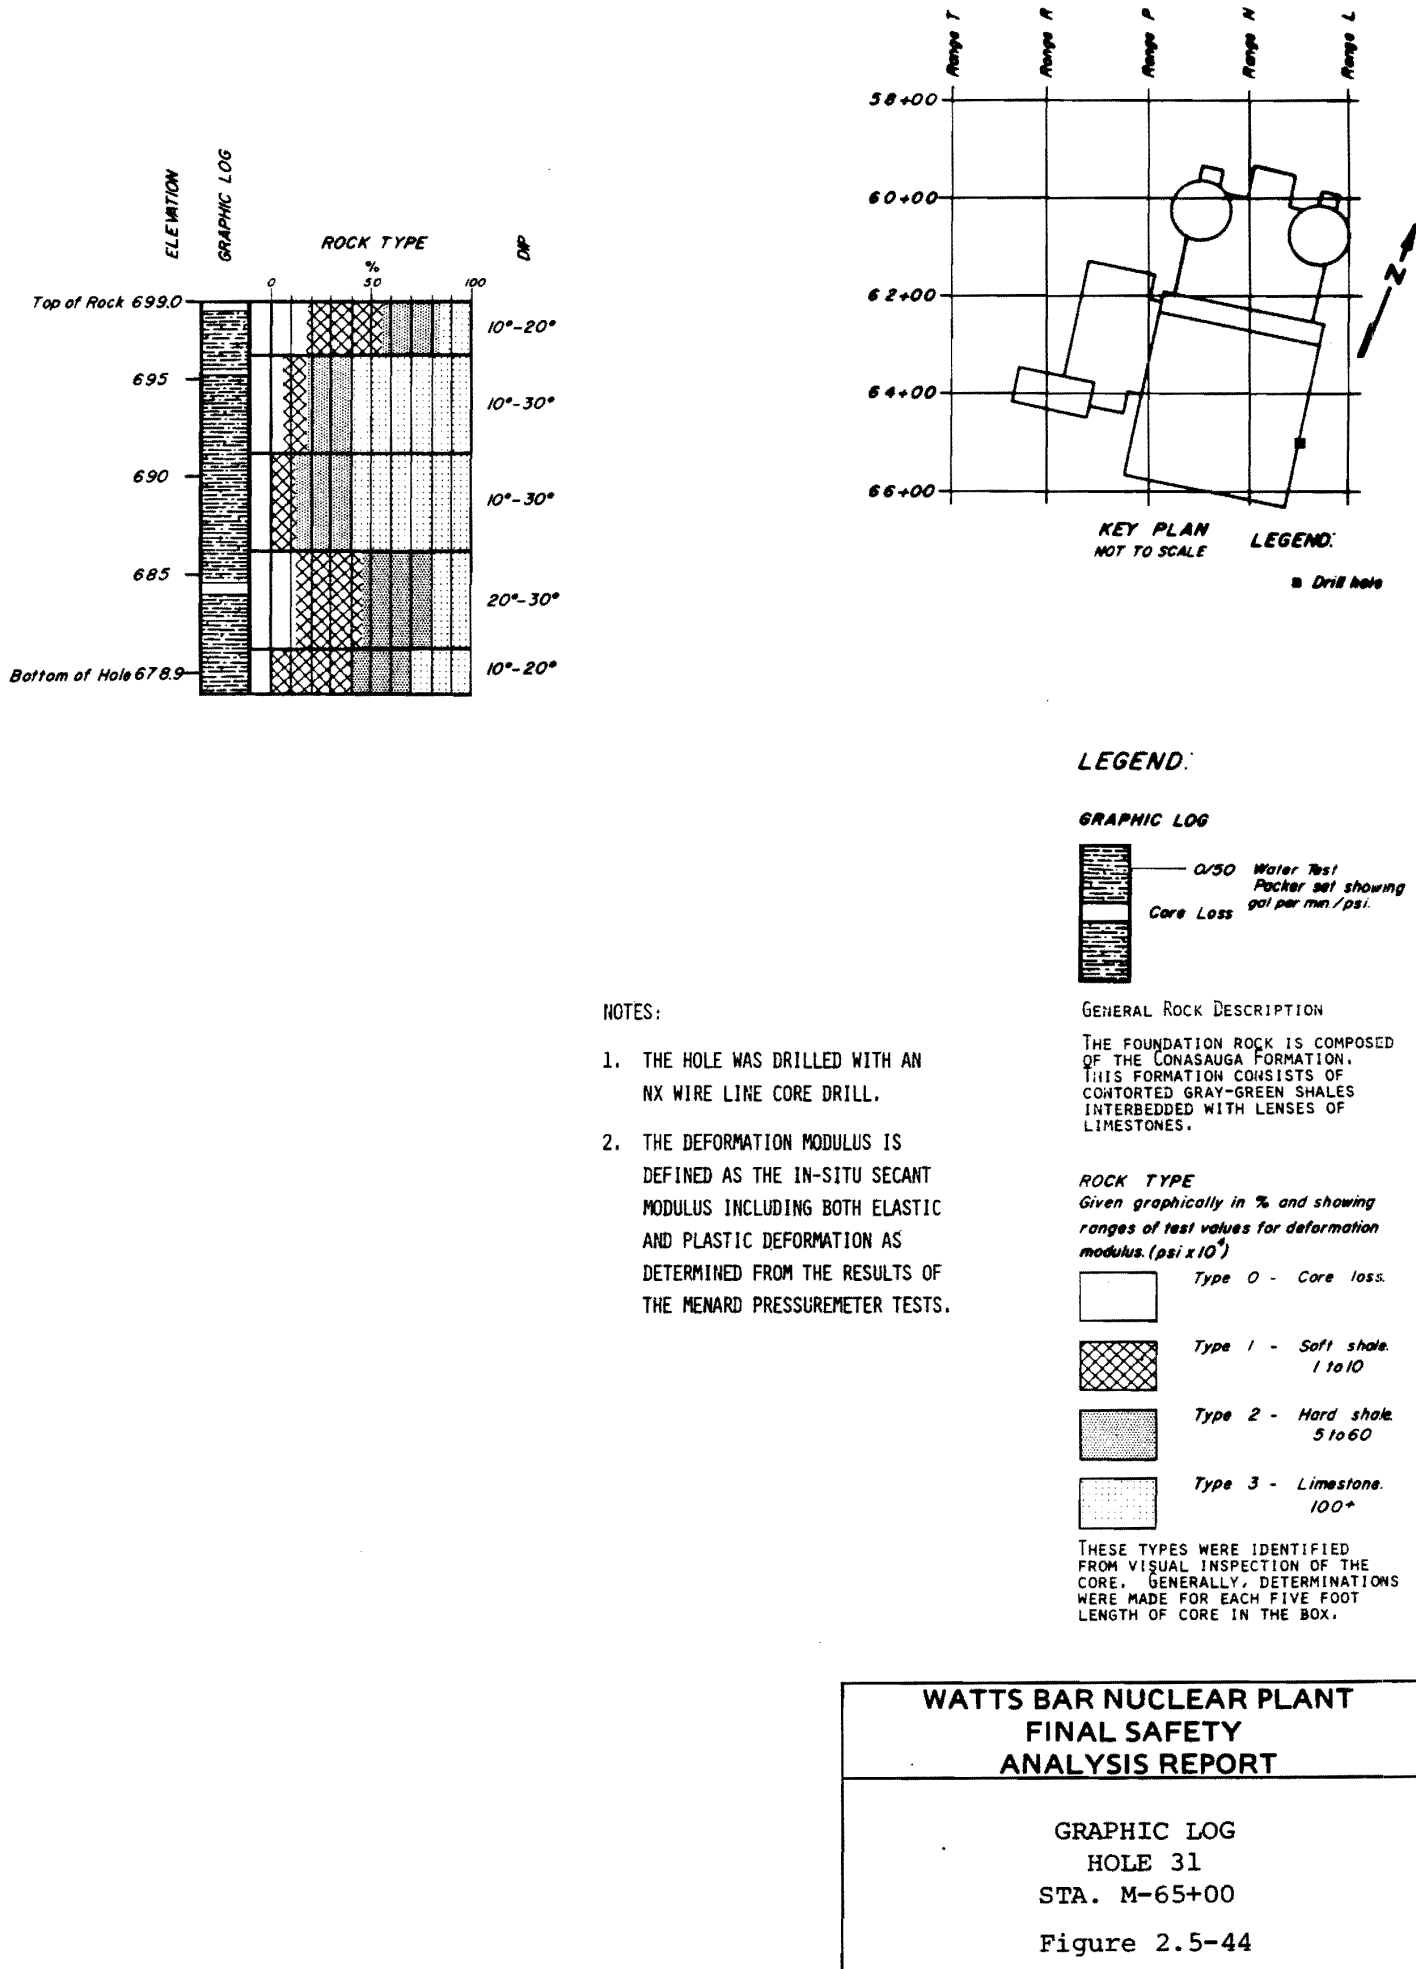 Range T
Range R
Range P
Range N
Range L
58+00
60+00
62+00
64+00
66+00
N
KEY PLAN
NOT TO SCALE
LEGEND:
Drill hole
ELEVATION
GRAPHIC LOG
ROCK TYPE
%
DIP
0 50 100
Top of Rock 699.0
10°-20°
695
10°-30°
690
10°-30°
685
20°-30°
Bottom of Hole 678.9
10°-20°
LEGEND:
GRAPHIC LOG
0/50 Water Test
Packer set showing
gal per min/psi.
Core Loss
GENERAL ROCK DESCRIPTION
THE FOUNDATION ROCK IS COMPOSED
OF THE CONASAUGA FORMATION.
THIS FORMATION CONSISTS OF
CONTORTED GRAY-GREEN SHALES
INTERBEDDED WITH LENSES OF
LIMESTONES.
ROCK TYPE
Given graphically in % and showing
ranges of test values for deformation
modulus. (psi x 10⁴)
Type 0 - Core loss.
Type 1 - Soft shale.
1 to 10
Type 2 - Hard shale.
5 to 60
Type 3 - Limestone.
100+
THESE TYPES WERE IDENTIFIED
FROM VISUAL INSPECTION OF THE
CORE. GENERALLY, DETERMINATIONS
WERE MADE FOR EACH FIVE FOOT
LENGTH OF CORE IN THE BOX.
NOTES:
1. THE HOLE WAS DRILLED WITH AN
NX WIRE LINE CORE DRILL.
2. THE DEFORMATION MODULUS IS
DEFINED AS THE IN-SITU SECANT
MODULUS INCLUDING BOTH ELASTIC
AND PLASTIC DEFORMATION AS
DETERMINED FROM THE RESULTS OF
THE MENARD PRESSUREMETER TESTS.
WATTS BAR NUCLEAR PLANT
FINAL SAFETY
ANALYSIS REPORT
GRAPHIC LOG
HOLE 31
STA. M-65+00
Figure 2.5-44